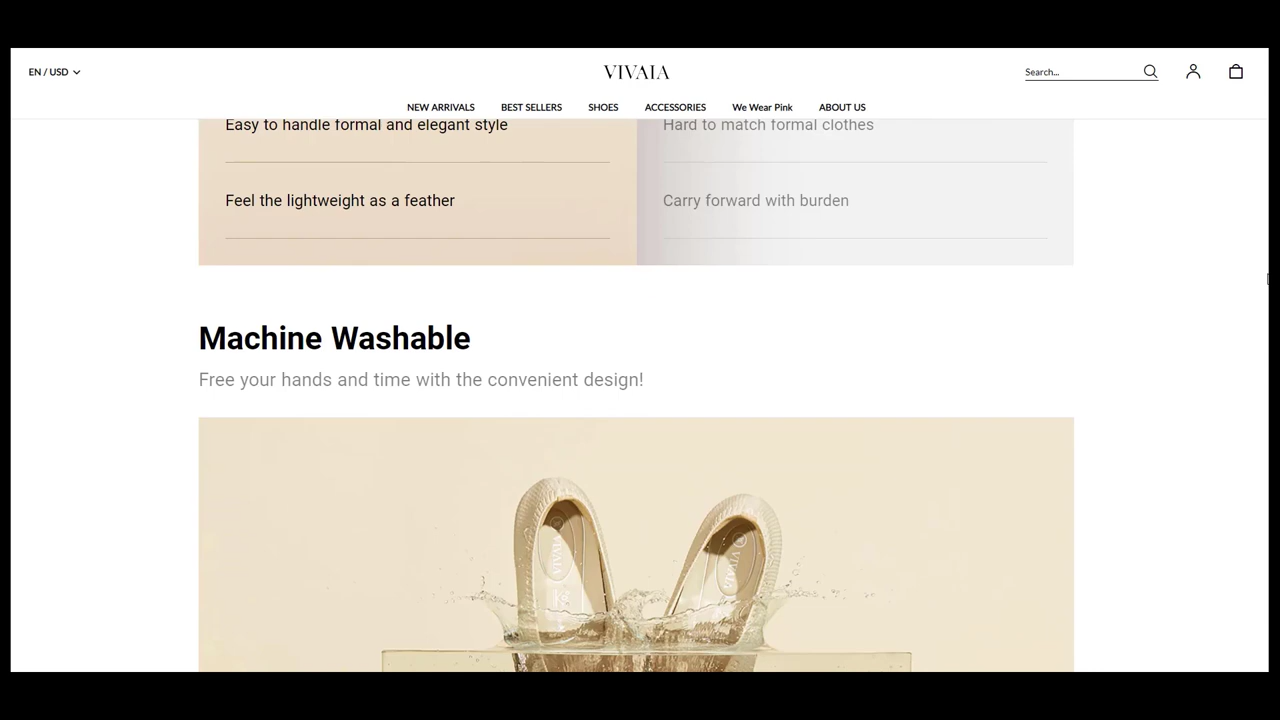 EN / USD
VIVAIA
Search...
NEW ARRIVALS
BEST SELLERS
SHOES
ACCESSORIES
We Wear Pink
ABOUT US
Easy to handle formal and elegant style
Hard to match formal clothes
Feel the lightweight as a feather
Carry forward with burden
Machine Washable
Free your hands and time with the convenient design!
VIVAIA
VIVAIA